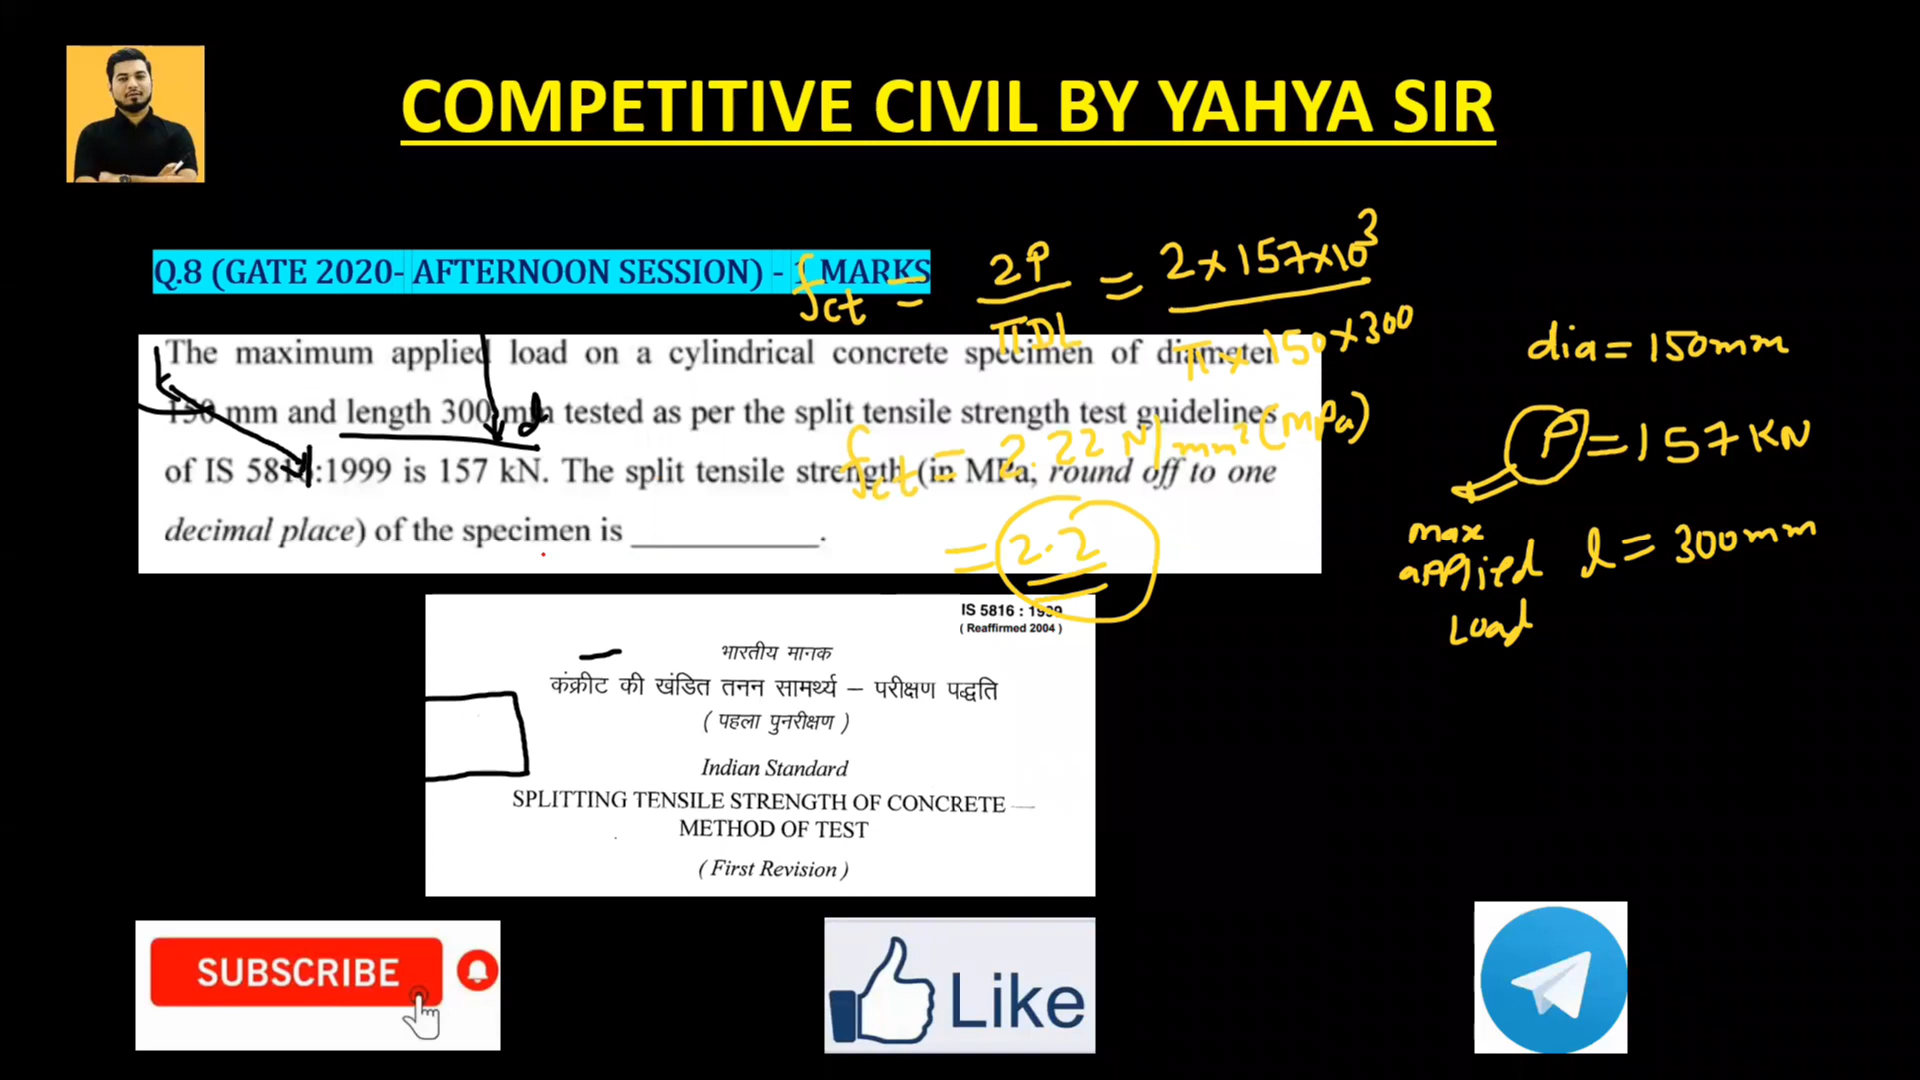 COMPETITIVE CIVIL BY YAHYA SIR
Q.8 (GATE 2020- AFTERNOON SESSION) - 1 MARKS
fct = 2P / πDL = 2 × 157 × 10³ / π × 150 × 300
The maximum applied load on a cylindrical concrete specimen of diameter
150 mm and length 300 mm tested as per the split tensile strength test guidelines
of IS 5816:1999 is 157 kN. The split tensile strength (in MPa, round off to one
decimal place) of the specimen is ____________.
d
fct = 2.22 N/mm² (MPa)
= 2.2
dia = 150mm
P = 157 KN
max
applied
Load
l = 300mm
IS 5816 : 1999
( Reaffirmed 2004 )
भारतीय मानक
कंक्रीट की खंडित तनन सामर्थ्य — परीक्षण पद्धति
( पहला पुनरीक्षण )
Indian Standard
SPLITTING TENSILE STRENGTH OF CONCRETE —
METHOD OF TEST
( First Revision )
SUBSCRIBE
Like